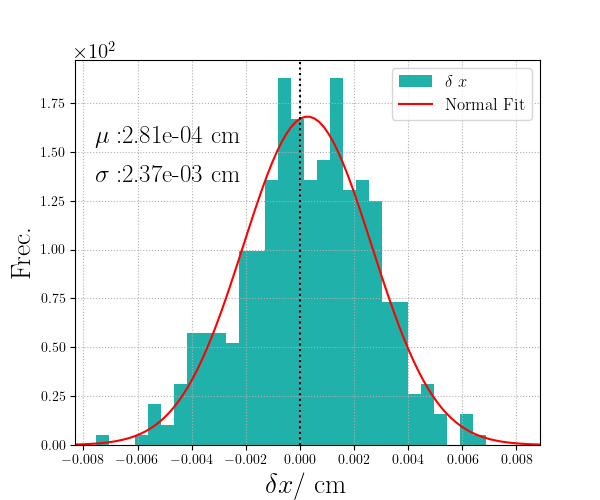 ×10²
δ x
Normal Fit
μ :2.81e-04 cm
σ :2.37e-03 cm
1.75
1.50
1.25
1.00
0.75
0.50
0.25
0.00
Frec.
−0.008 −0.006 −0.004 −0.002 0.000 0.002 0.004 0.006 0.008
δx/ cm